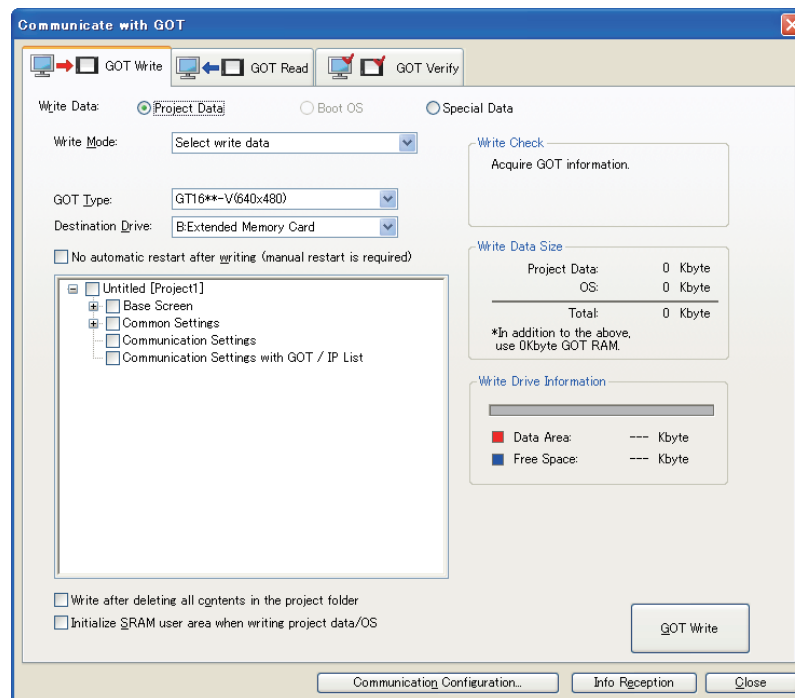 Communicate with GOT
GOT Write
GOT Read
GOT Verify
Write Data:
Project Data
Boot OS
Special Data
Write Mode:
Select write data
GOT Type:
GT16**-V(640x480)
Destination Drive:
B:Extended Memory Card
No automatic restart after writing (manual restart is required)
Untitled [Project1]
Base Screen
Common Settings
Communication Settings
Communication Settings with GOT / IP List
Write after deleting all contents in the project folder
Initialize SRAM user area when writing project data/OS
Write Check
Acquire GOT information.
Write Data Size
Project Data: 0 Kbyte
OS: 0 Kbyte
Total: 0 Kbyte
*In addition to the above,
use 0Kbyte GOT RAM.
Write Drive Information
Data Area: --- Kbyte
Free Space: --- Kbyte
GOT Write
Communication Configuration...
Info Reception
Close